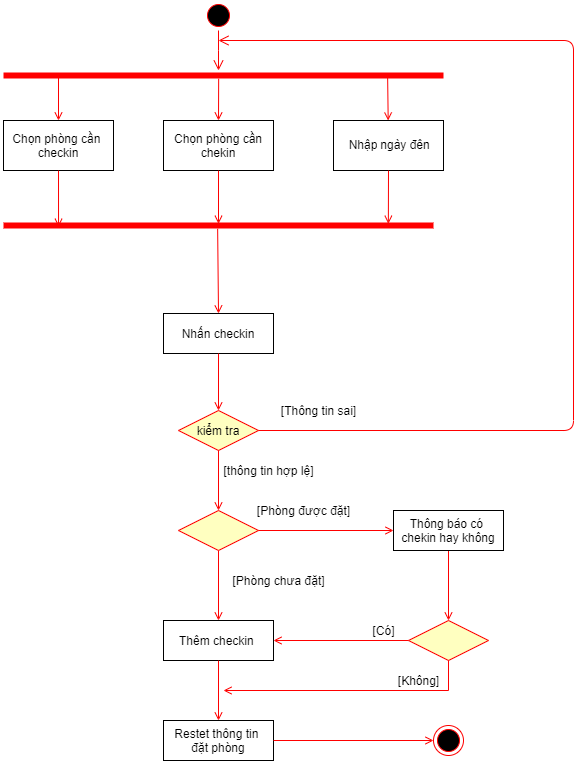 Chọn phòng cần
checkin
Chọn phòng cần
chekin
Nhập ngày đên
Nhấn checkin
[Thông tin sai]
kiểm tra
[thông tin hợp lệ]
[Phòng được đặt]
Thông báo có
chekin hay không
[Phòng chưa đặt]
[Có]
Thêm checkin
[Không]
Restet thông tin
đặt phòng